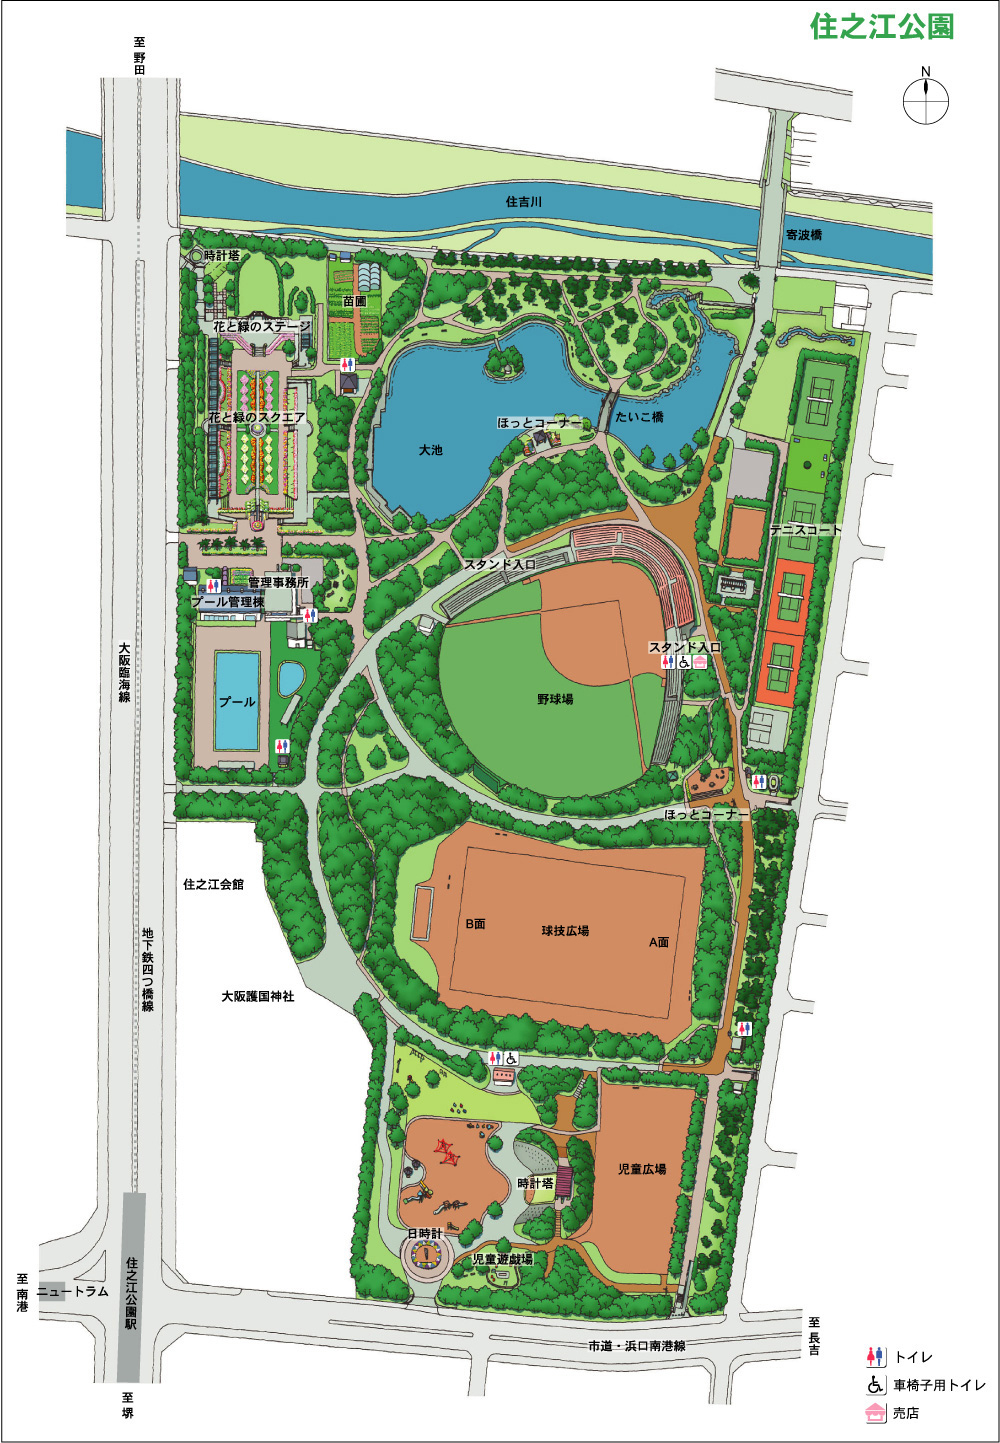 住之江公園
至野田
N
住吉川
寄波橋
時計塔
苗圃
花と緑のステージ
花と緑のスクエア
ほっとコーナー
たいこ橋
大池
テニスコート
スタンド入口
管理事務所
プール管理棟
スタンド入口
大阪臨海線
プール
野球場
ほっとコーナー
住之江会館
B面
球技広場
A面
地下鉄四つ橋線
大阪護国神社
児童広場
時計塔
日時計
児童遊戯場
至南港
ニュートラム
住之江公園駅
市道・浜口南港線
至長吉
至堺
トイレ
車椅子用トイレ
売店